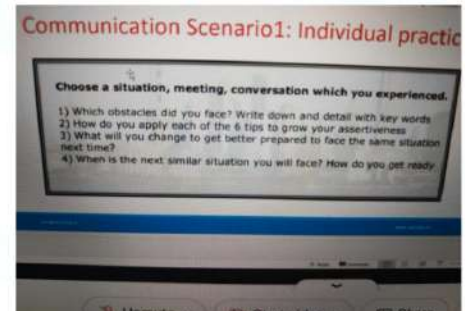 Communication Scenario1: Individual practic
Choose a situation, meeting, conversation which you experienced.
1) Which obstacles did you face? Write down and detail with key words
2) How do you apply each of the 6 tips to grow your assertiveness
3) What will you change to get better prepared to face the same situation
next time?
4) When is the next similar situation you will face? How do you get ready